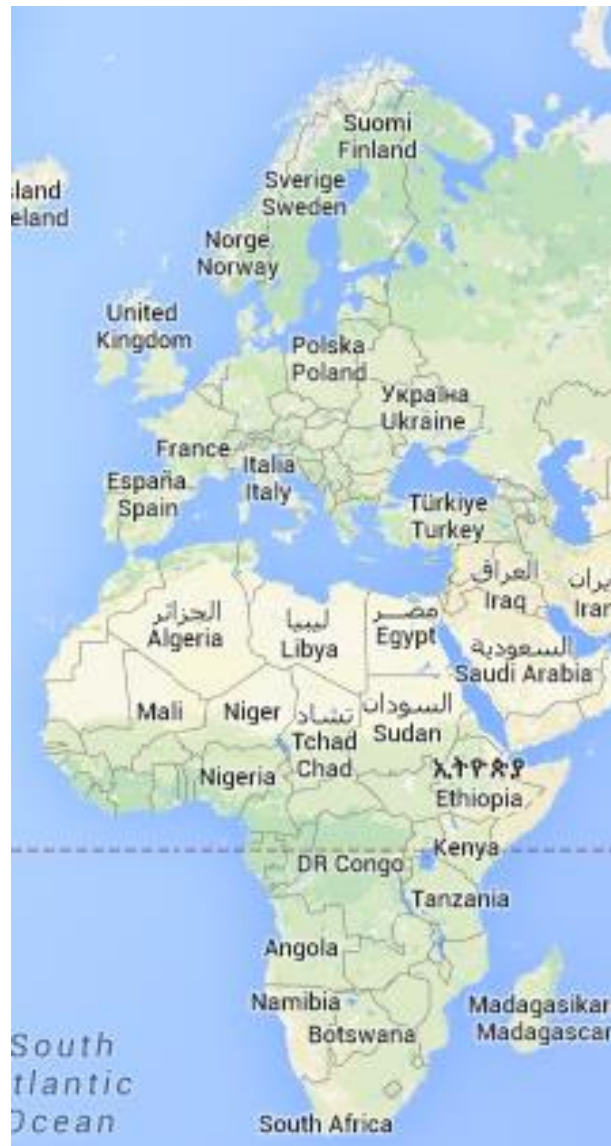 Suomi
Finland
sland
eland
Sverige
Sweden
Norge
Norway
United
Kingdom
Polska
Poland
Україна
Ukraine
France
Italia
Italy
España
Spain
Türkiye
Turkey
العراق
Iraq
یران
Iran
الجزائر
Algeria
ليبيا
Libya
مصر
Egypt
السعودية
Saudi Arabia
Mali
Niger
تشاد
Tchad
Chad
السودان
Sudan
Nigeria
ኢትዮጵያ
Ethiopia
DR Congo
Kenya
Tanzania
Angola
Namibia
Botswana
Madagasikar
Madagascar
South
tlantic
Ocean
South Africa